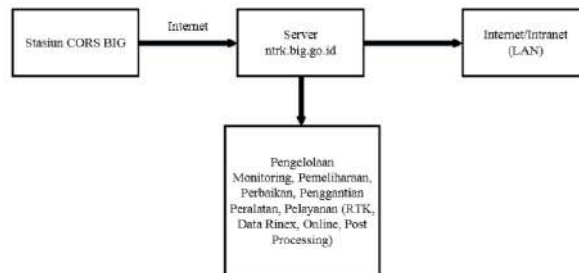 Stasiun CORS BIG
Internet
Server
ntrk.big.go.id
Internet/Intranet
(LAN)
Pengelolaan
Monitoring, Pemeliharaan,
Perbaikan, Penggantian
Peralatan, Pelayanan (RTK,
Data Rinex, Online, Post
Processing)